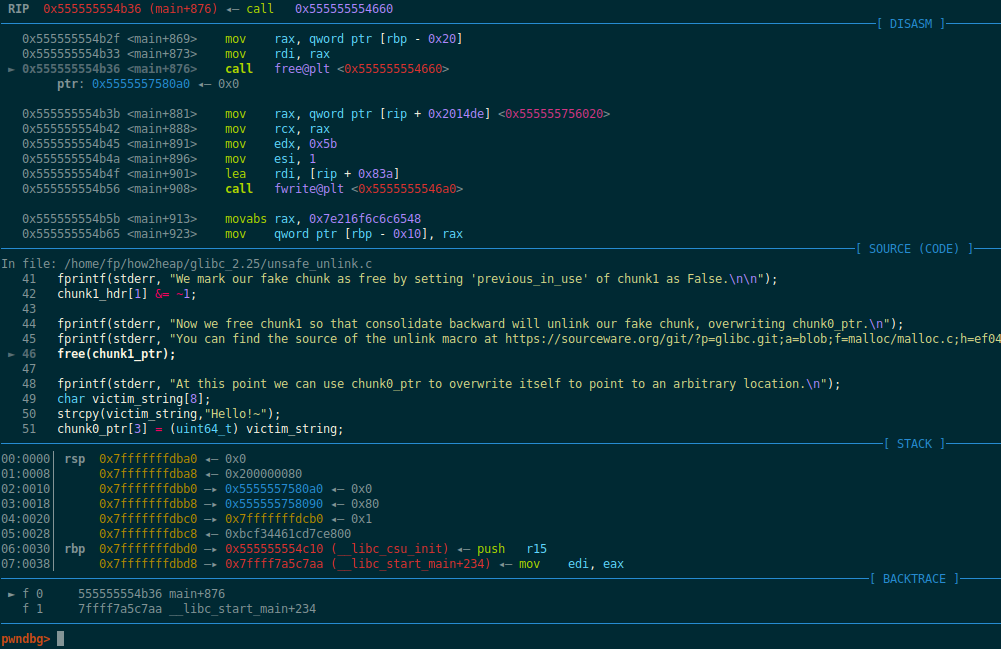 RIP  0x555555554b36 (main+876) ◂— call   0x555555554660
[ DISASM ]
0x555555554b2f <main+869>    mov    rax, qword ptr [rbp - 0x20]
0x555555554b33 <main+873>    mov    rdi, rax
► 0x555555554b36 <main+876>    call   free@plt <0x555555554660>
ptr: 0x5555557580a0 ◂— 0x0
0x555555554b3b <main+881>    mov    rax, qword ptr [rip + 0x2014de] <0x555555756020>
0x555555554b42 <main+888>    mov    rcx, rax
0x555555554b45 <main+891>    mov    edx, 0x5b
0x555555554b4a <main+896>    mov    esi, 1
0x555555554b4f <main+901>    lea    rdi, [rip + 0x83a]
0x555555554b56 <main+908>    call   fwrite@plt <0x5555555546a0>
0x555555554b5b <main+913>    movabs rax, 0x7e216f6c6c6548
0x555555554b65 <main+923>    mov    qword ptr [rbp - 0x10], rax
[ SOURCE (CODE) ]
In file: /home/fp/how2heap/glibc_2.25/unsafe_unlink.c
41   fprintf(stderr, "We mark our fake chunk as free by setting 'previous_in_use' of chunk1 as False.\n\n");
42   chunk1_hdr[1] &= ~1;
43
44   fprintf(stderr, "Now we free chunk1 so that consolidate backward will unlink our fake chunk, overwriting chunk0_ptr.\n");
45   fprintf(stderr, "You can find the source of the unlink macro at https://sourceware.org/git/?p=glibc.git;a=blob;f=malloc/malloc.c;h=ef04
► 46   free(chunk1_ptr);
47
48   fprintf(stderr, "At this point we can use chunk0_ptr to overwrite itself to point to an arbitrary location.\n");
49   char victim_string[8];
50   strcpy(victim_string,"Hello!~");
51   chunk0_ptr[3] = (uint64_t) victim_string;
[ STACK ]
00:0000│ rsp  0x7fffffffdba0 ◂— 0x0
01:0008│      0x7fffffffdba8 ◂— 0x200000080
02:0010│      0x7fffffffdbb0 —▸ 0x5555557580a0 ◂— 0x0
03:0018│      0x7fffffffdbb8 —▸ 0x555555758090 ◂— 0x80
04:0020│      0x7fffffffdbc0 —▸ 0x7fffffffdcb0 ◂— 0x1
05:0028│      0x7fffffffdbc8 ◂— 0xbcf34461cd7ce800
06:0030│ rbp  0x7fffffffdbd0 —▸ 0x555555554c10 (__libc_csu_init) ◂— push   r15
07:0038│      0x7fffffffdbd8 —▸ 0x7ffff7a5c7aa (__libc_start_main+234) ◂— mov    edi, eax
[ BACKTRACE ]
► f 0     555555554b36 main+876
f 1     7ffff7a5c7aa __libc_start_main+234
pwndbg>